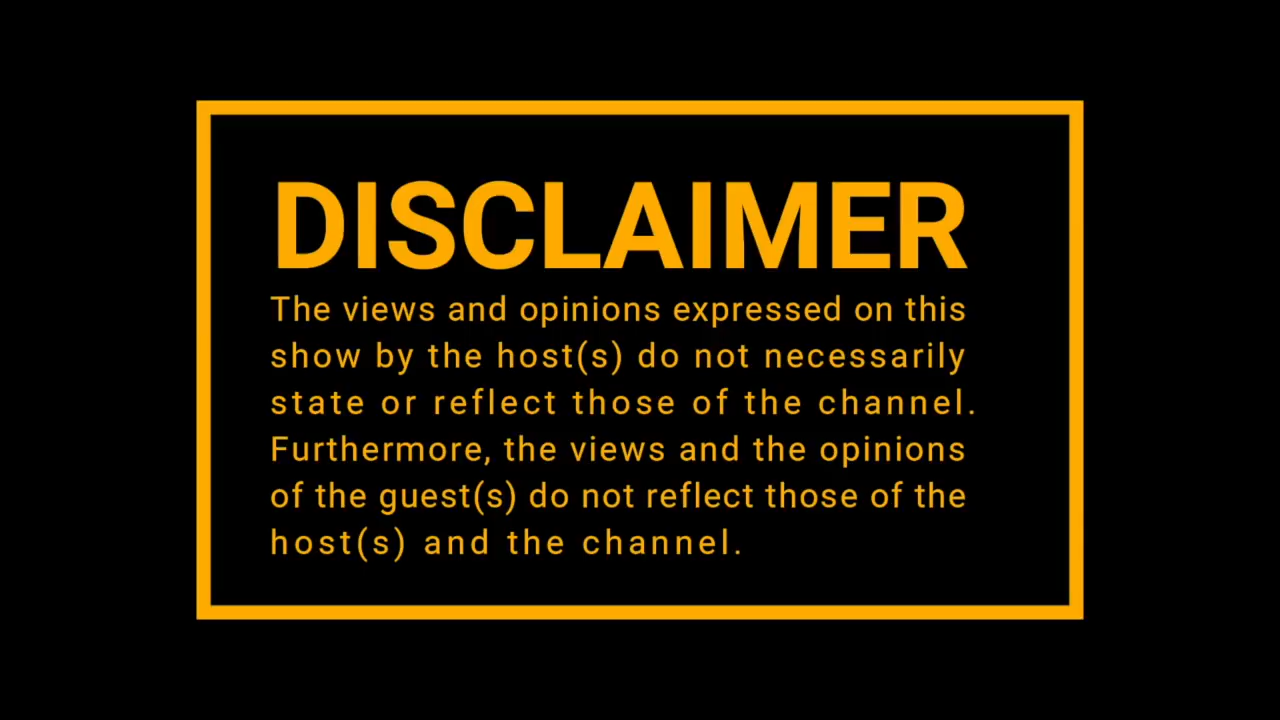 DISCLAIMER
The views and opinions expressed on this
show by the host(s) do not necessarily
state or reflect those of the channel.
Furthermore, the views and the opinions
of the guest(s) do not reflect those of the
host(s) and the channel.